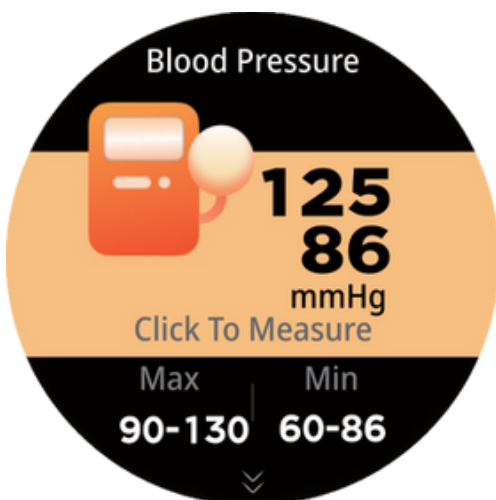 Blood Pressure
125
86
mmHg
Click To Measure
Max Min
90-130 60-86